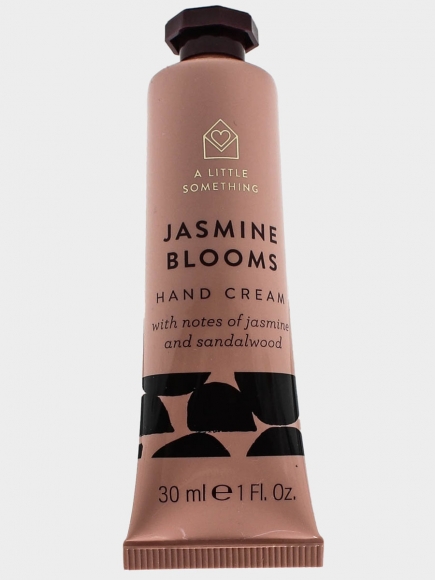 A LITTLE
SOMETHING
JASMINE
BLOOMS
HAND CREAM
with notes of jasmine
and sandalwood
30 ml ℮ 1 Fl. Oz.